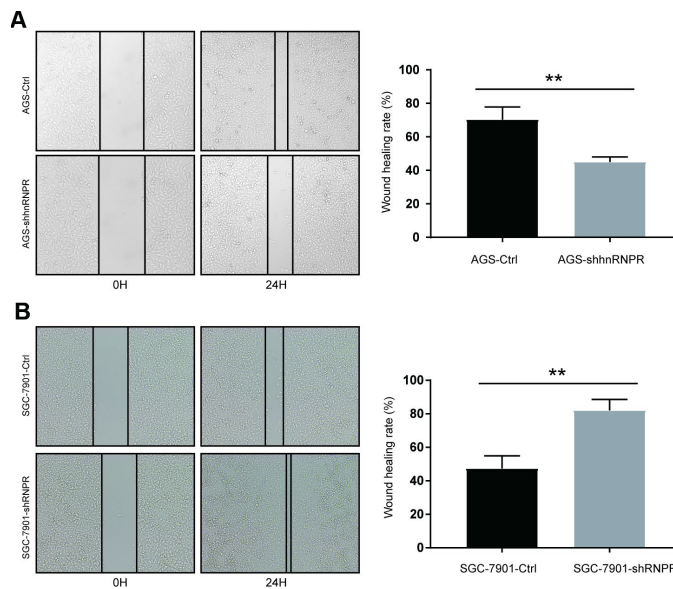 A
AGS-Ctrl
AGS-shhnRNPR
0H
24H
Wound healing rate (%)
100
80
60
40
20
0
**
AGS-Ctrl
AGS-shhnRNPR
B
SGC-7901-Ctrl
SGC-7901-shRNPR
0H
24H
Wound healing rate (%)
100
80
60
40
20
0
**
SGC-7901-Ctrl
SGC-7901-shRNPR